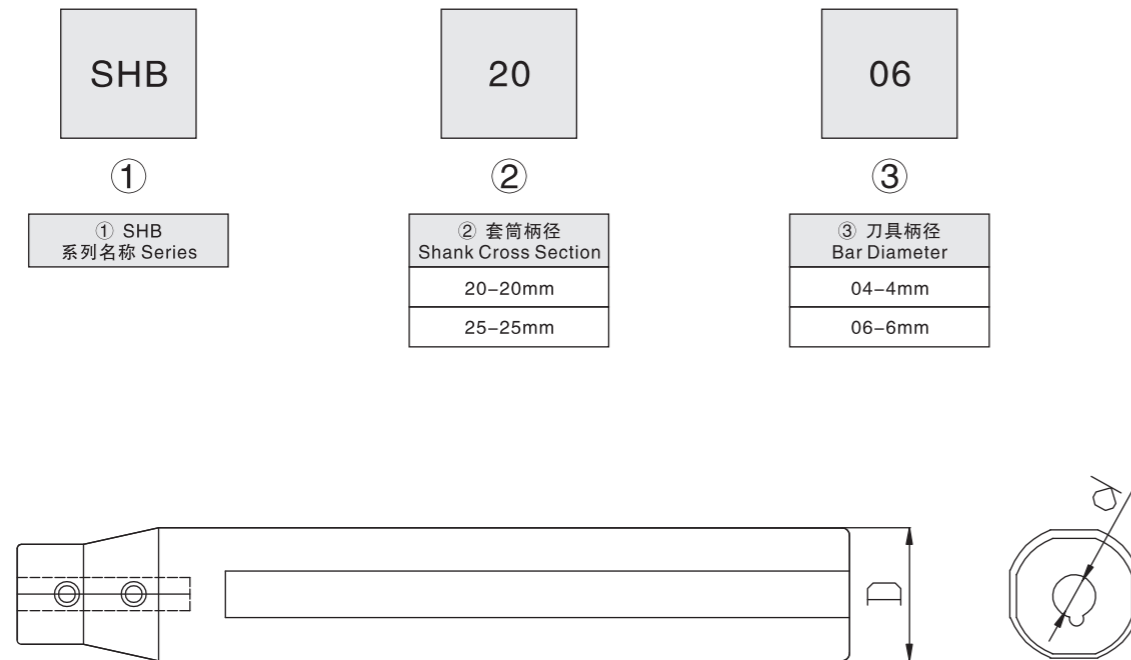 SHB
20
06
①
②
③
① SHB
系列名称 Series
② 套筒柄径
Shank Cross Section
20–20mm
25–25mm
③ 刀具柄径
Bar Diameter
04–4mm
06–6mm
D
d